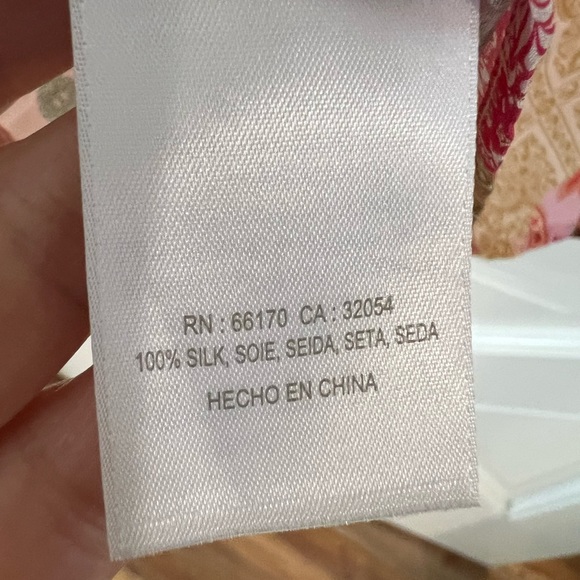 RN : 66170 CA : 32054
100% SILK, SOIE, SEIDA, SETA, SEDA
HECHO EN CHINA